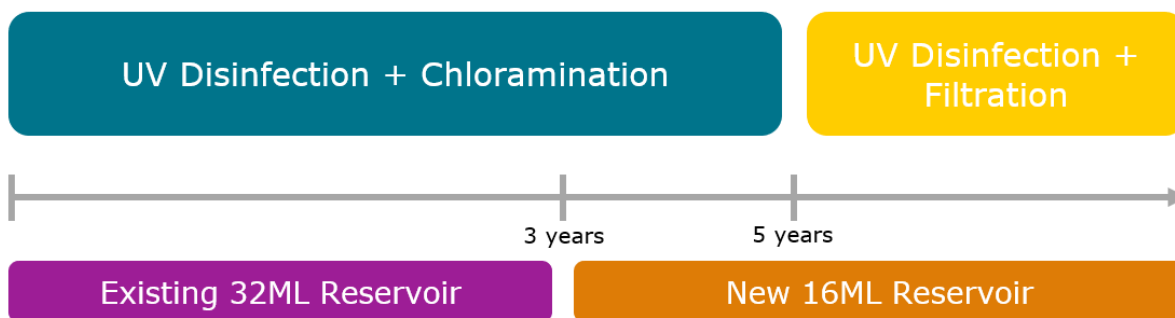 UV Disinfection + Chloramination
UV Disinfection +
Filtration
3 years
5 years
Existing 32ML Reservoir
New 16ML Reservoir